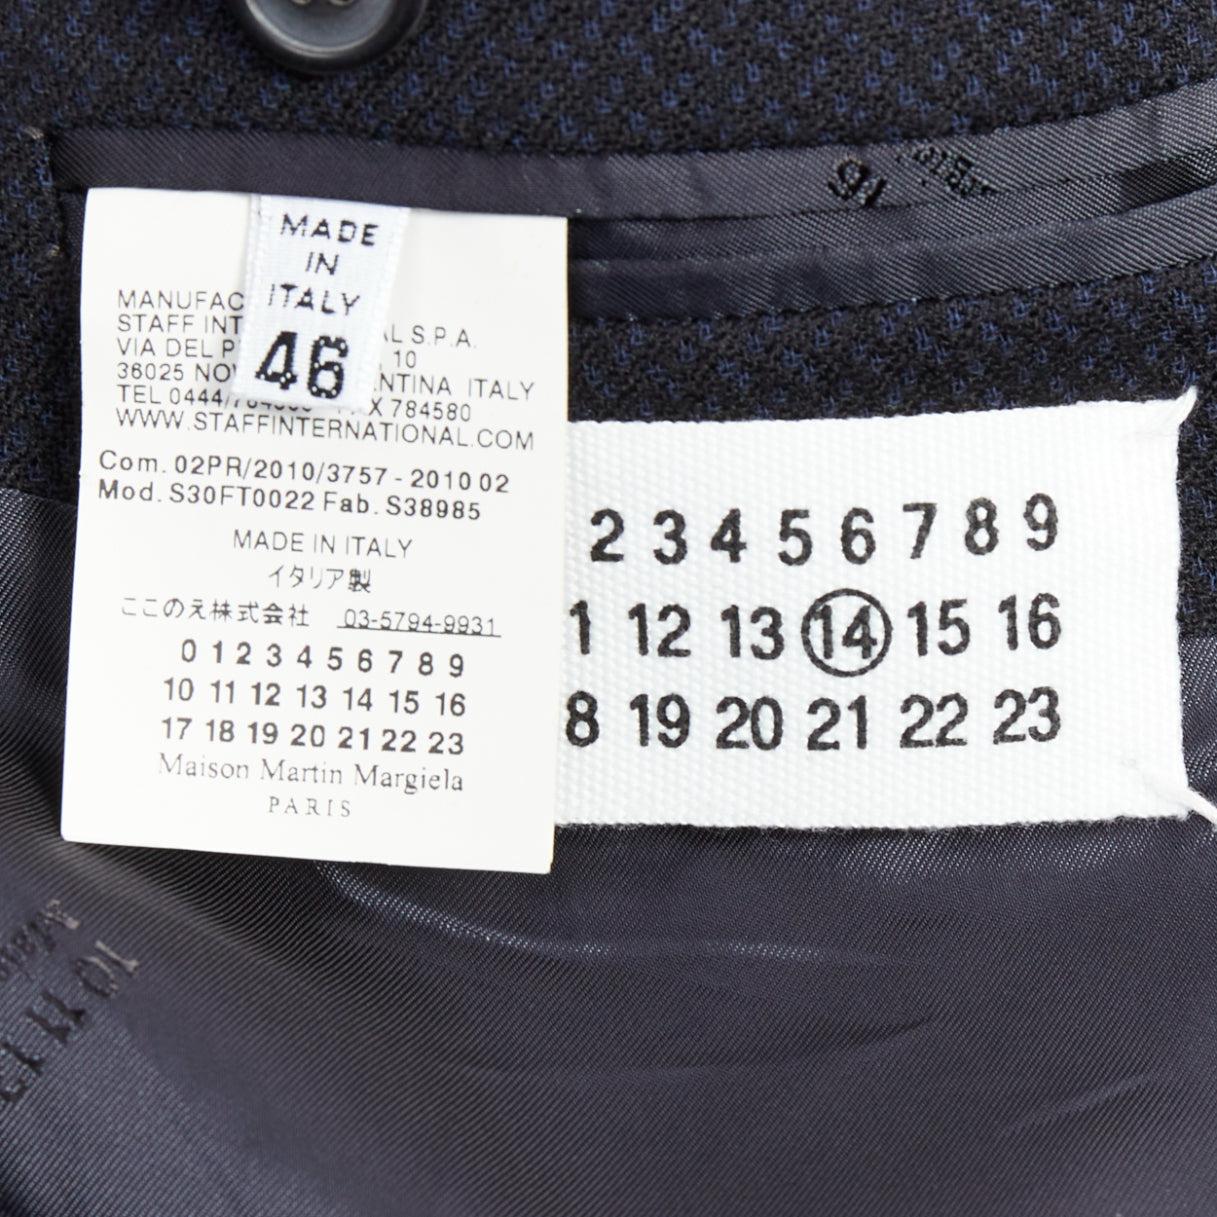 MADE
IN
ITALY
46
MANUFAC
STAFF INT AL S.P.A.
VIA DEL P 10
36025 NO ANTINA ITALY
TEL 0444/ X 784580
WWW.STAFFINTERNATIONAL.COM
Com. 02PR/2010/3757 - 2010 02
Mod. S30FT0022 Fab. S38985
MADE IN ITALY
イタリア製
ここのえ株式会社 03-5794-9931
0 1 2 3 4 5 6 7 8 9
10 11 12 13 14 15 16
17 18 19 20 21 22 23
Maison Martin Margiela
PARIS
2 3 4 5 6 7 8 9
1 12 13 14 15 16
8 19 20 21 22 23
16
10 11 1